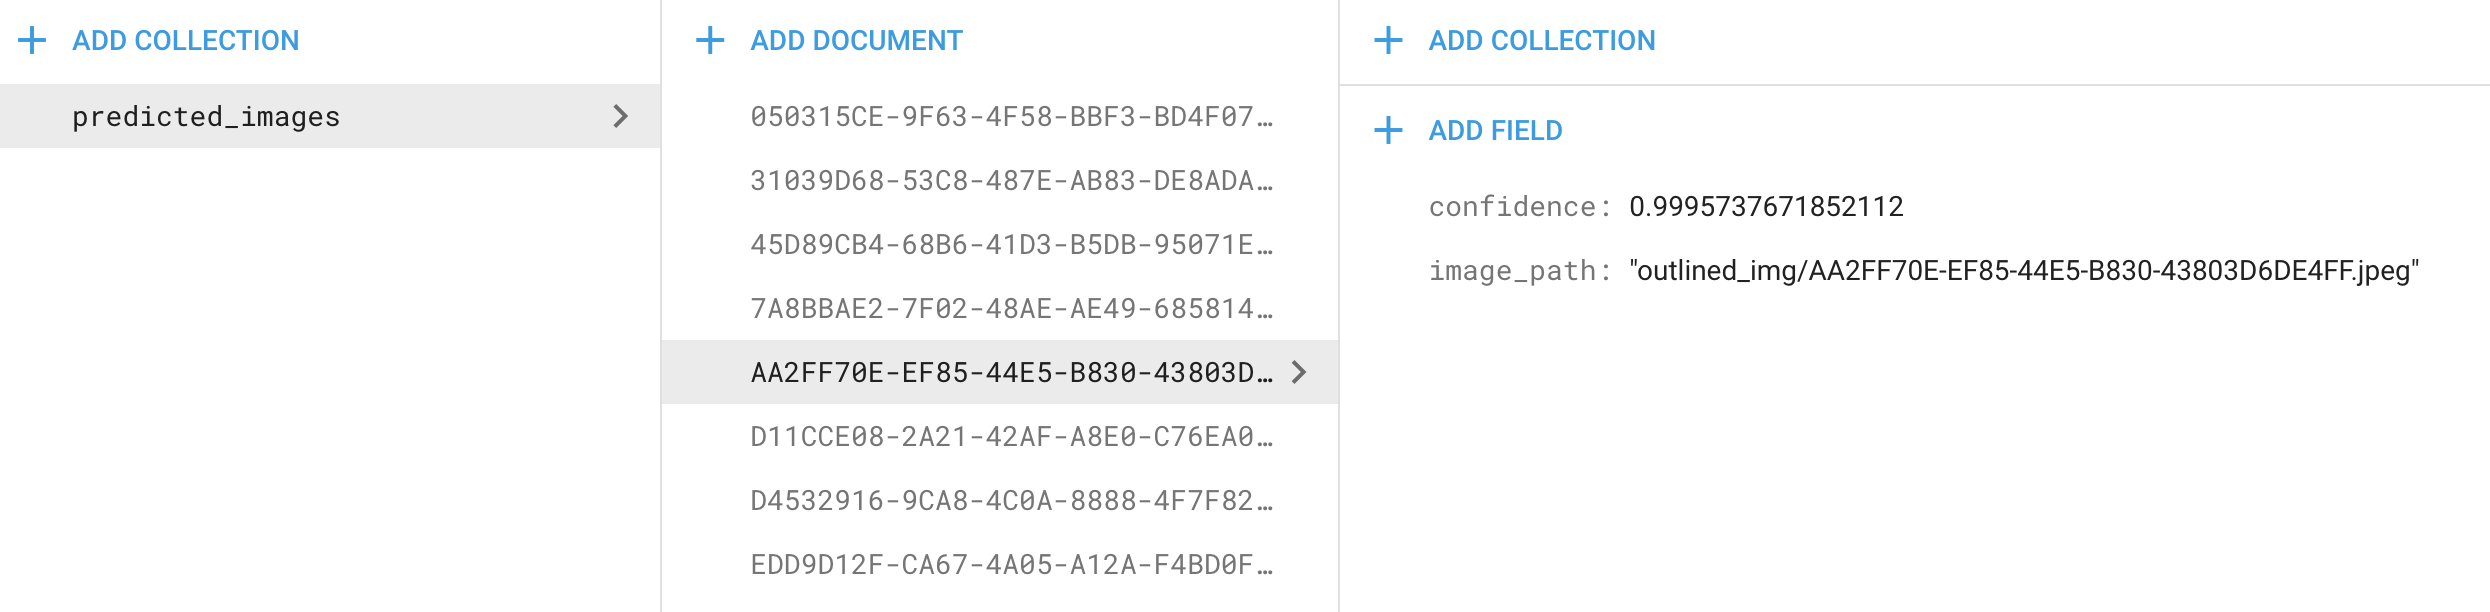 ADD COLLECTION
predicted_images
ADD DOCUMENT
050315CE-9F63-4F58-BBF3-BD4F07…
31039D68-53C8-487E-AB83-DE8ADA…
45D89CB4-68B6-41D3-B5DB-95071E…
7A8BBAE2-7F02-48AE-AE49-685814…
AA2FF70E-EF85-44E5-B830-43803D…
D11CCE08-2A21-42AF-A8E0-C76EA0…
D4532916-9CA8-4C0A-8888-4F7F82…
EDD9D12F-CA67-4A05-A12A-F4BD0F…
ADD COLLECTION
ADD FIELD
confidence: 0.9995737671852112
image_path: "outlined_img/AA2FF70E-EF85-44E5-B830-43803D6DE4FF.jpeg"